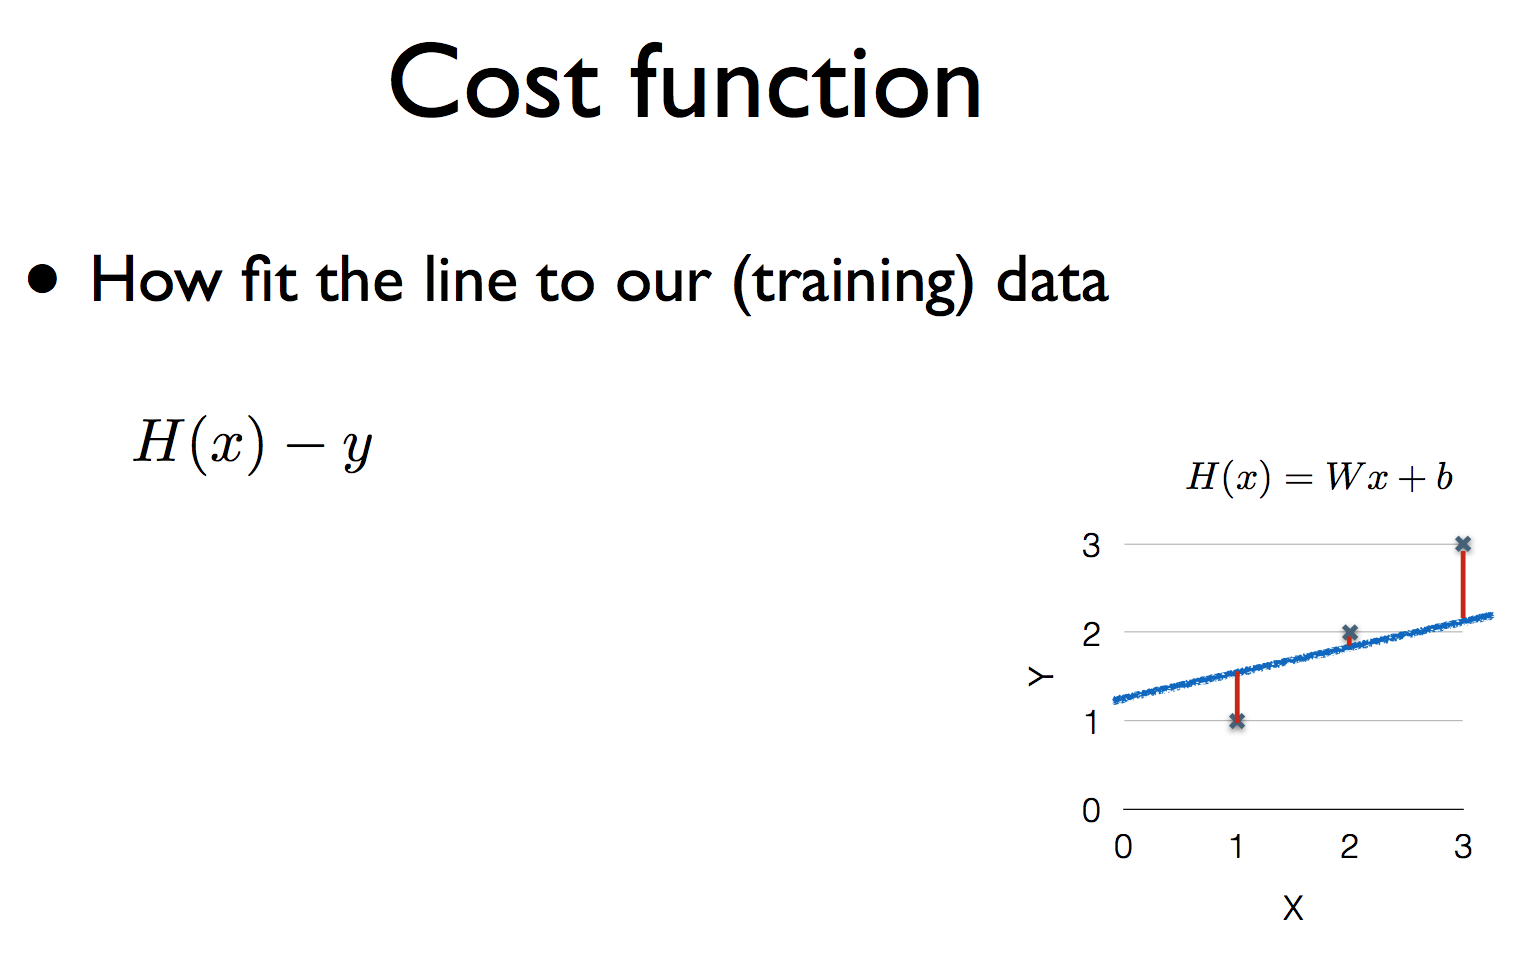 Cost function
● How fit the line to our (training) data
H(x) − y
H(x) = Wx + b
3
2
Y
1
0
0 1 2 3
X